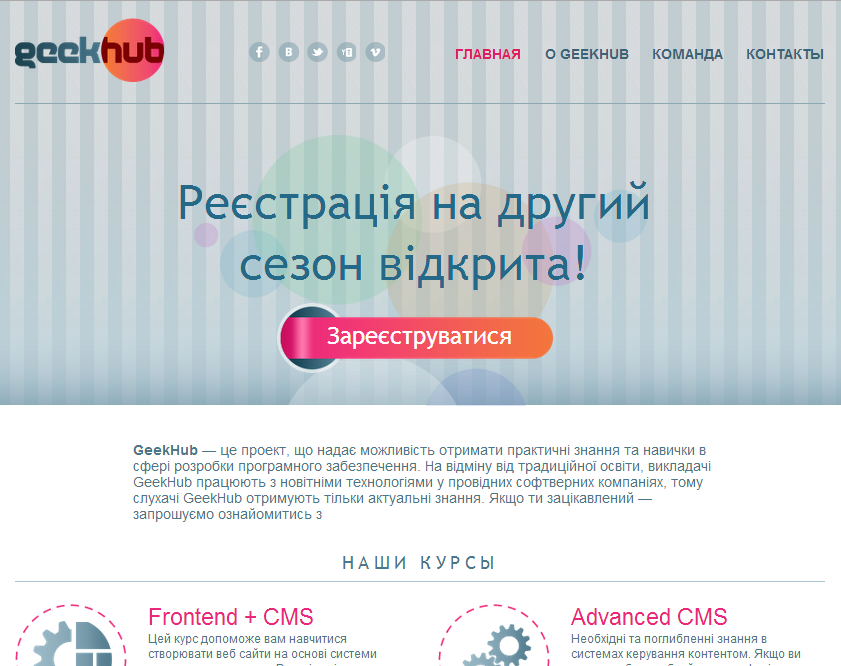 geekhub
ГЛАВНАЯ О GEEKHUB КОМАНДА КОНТАКТЫ
Реєстрація на другий
сезон відкрита!
Зареєструватися
GeekHub — це проект, що надає можливість отримати практичні знання та навички в
сфері розробки програмного забезпечення. На відміну від традиційної освіти, викладачі
GeekHub працюють з новітніми технологіями у провідних софтверних компаніях, тому
слухачі GeekHub отримують тільки актуальні знання. Якщо ти зацікавлений —
запрошуємо ознайомитись з
НАШИ КУРСЫ
Frontend + CMS
Цей курс допоможе вам навчитися
створювати веб сайти на основі системи
Advanced CMS
Необхідні та поглибленні знання в
системах керування контентом. Якщо ви